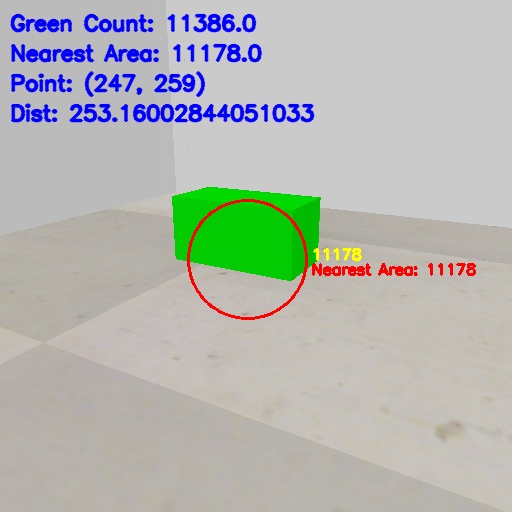 Green Count: 11386.0
Nearest Area: 11178.0
Point: (247, 259)
Dist: 253.16002844051033
11178
Nearest Area: 11178